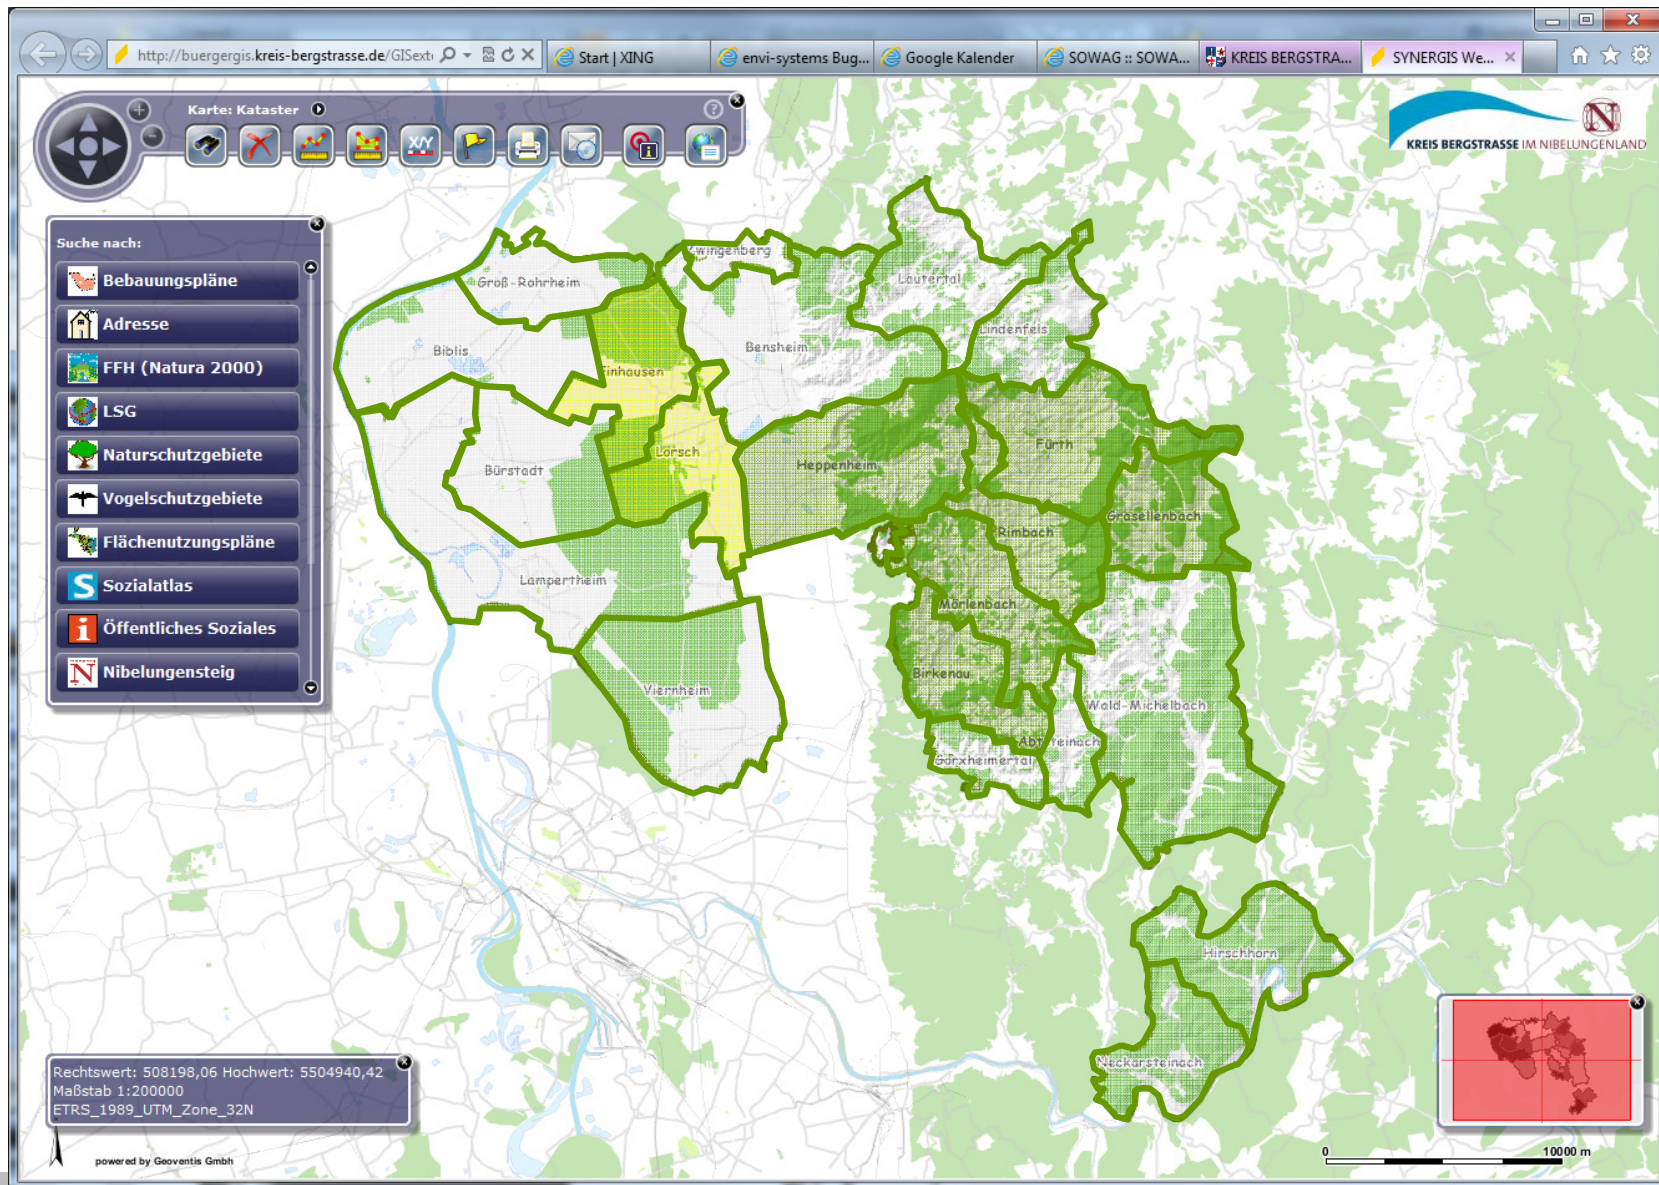 http://buergergis.kreis-bergstrasse.de/GISext
Start | XING
envi-systems Bug...
Google Kalender
SOWAG :: SOWA...
KREIS BERGSTRA...
SYNERGIS We...
Karte: Kataster
KREIS BERGSTRASSE IM NIBELUNGENLAND
N
X/Y
Suche nach:
Bebauungspläne
Adresse
FFH (Natura 2000)
LSG
Naturschutzgebiete
Vogelschutzgebiete
Flächenutzungspläne
S Sozialatlas
i Öffentliches Soziales
N Nibelungensteig
Zwingenberg
Groß-Rohrheim
Lautertal
Lindenfels
Biblis
Bensheim
Einhausen
Fürth
Lorsch
Heppenheim
Bürstadt
Grasellenbach
Rimbach
Lampertheim
Mörlenbach
Birkenau
Viernheim
Wald-Michelbach
Abtsteinach
Gorxheimertal
Hirschhorn
Neckarsteinach
Rechtswert: 508198,06 Hochwert: 5504940,42
Maßstab 1:200000
ETRS_1989_UTM_Zone_32N
powered by Geoventis Gmbh
0 10000 m